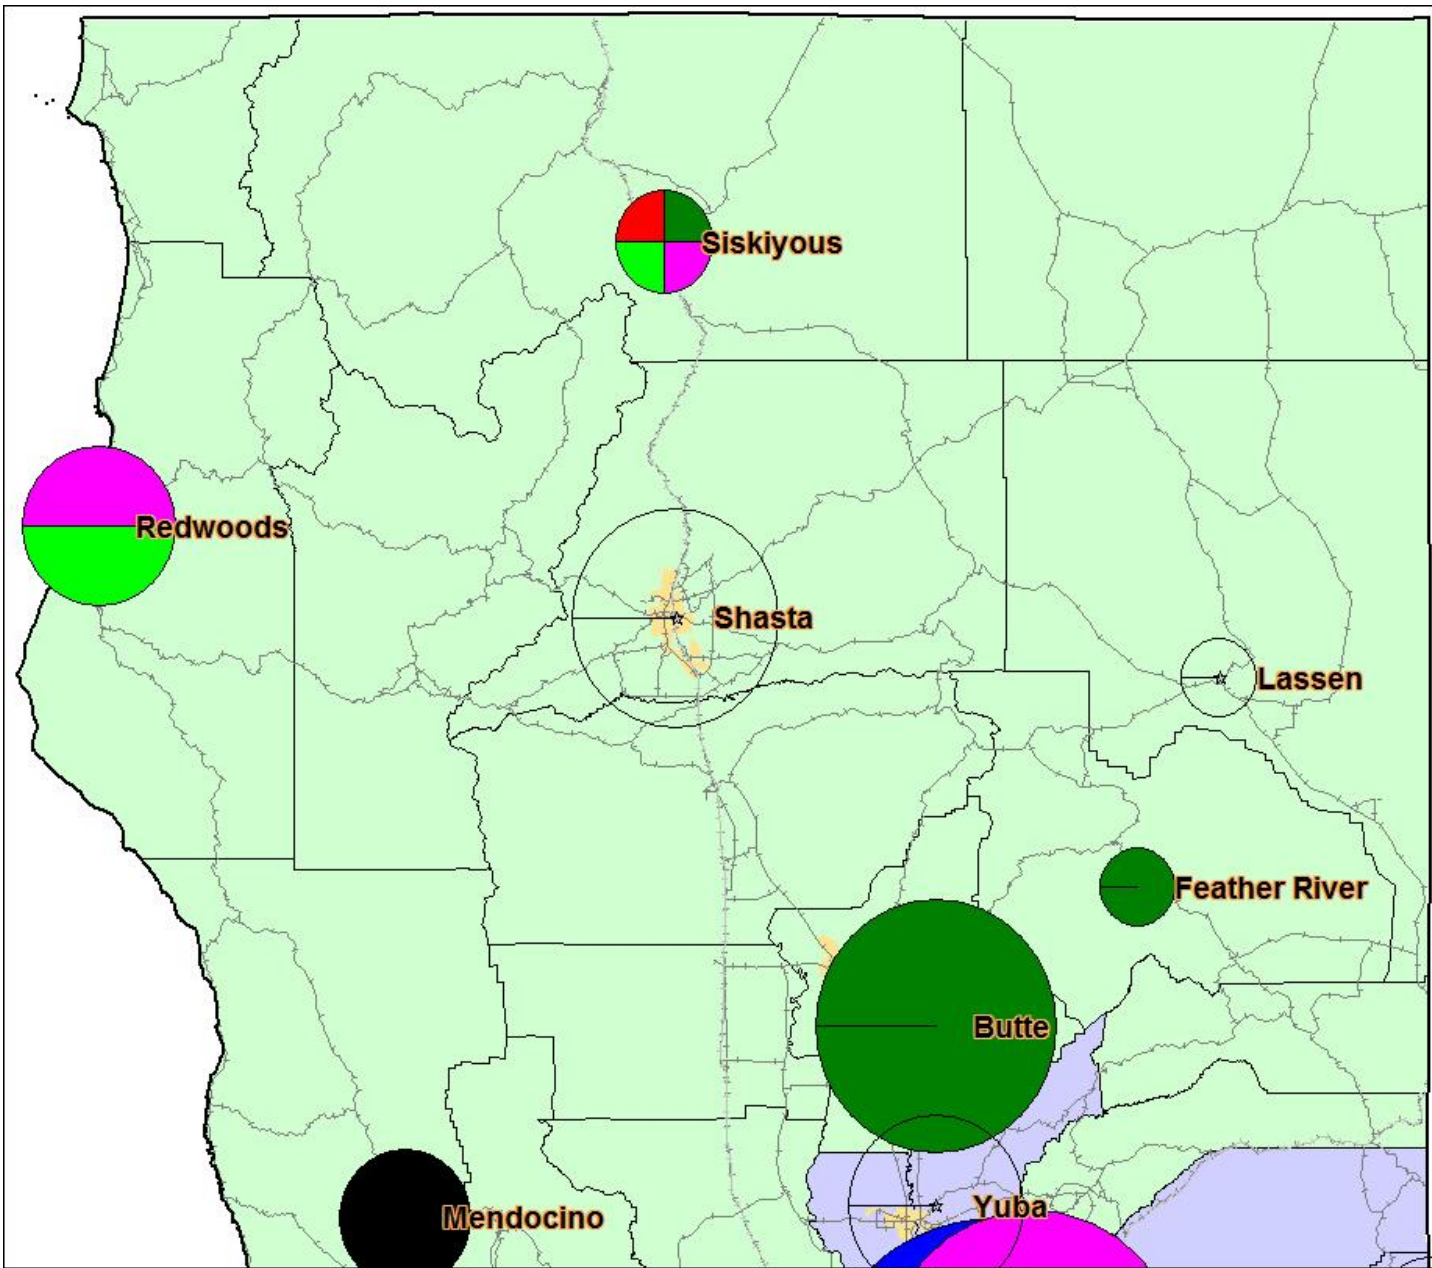 Siskiyous
Redwoods
Shasta
Lassen
Feather River
Butte
Yuba
Mendocino